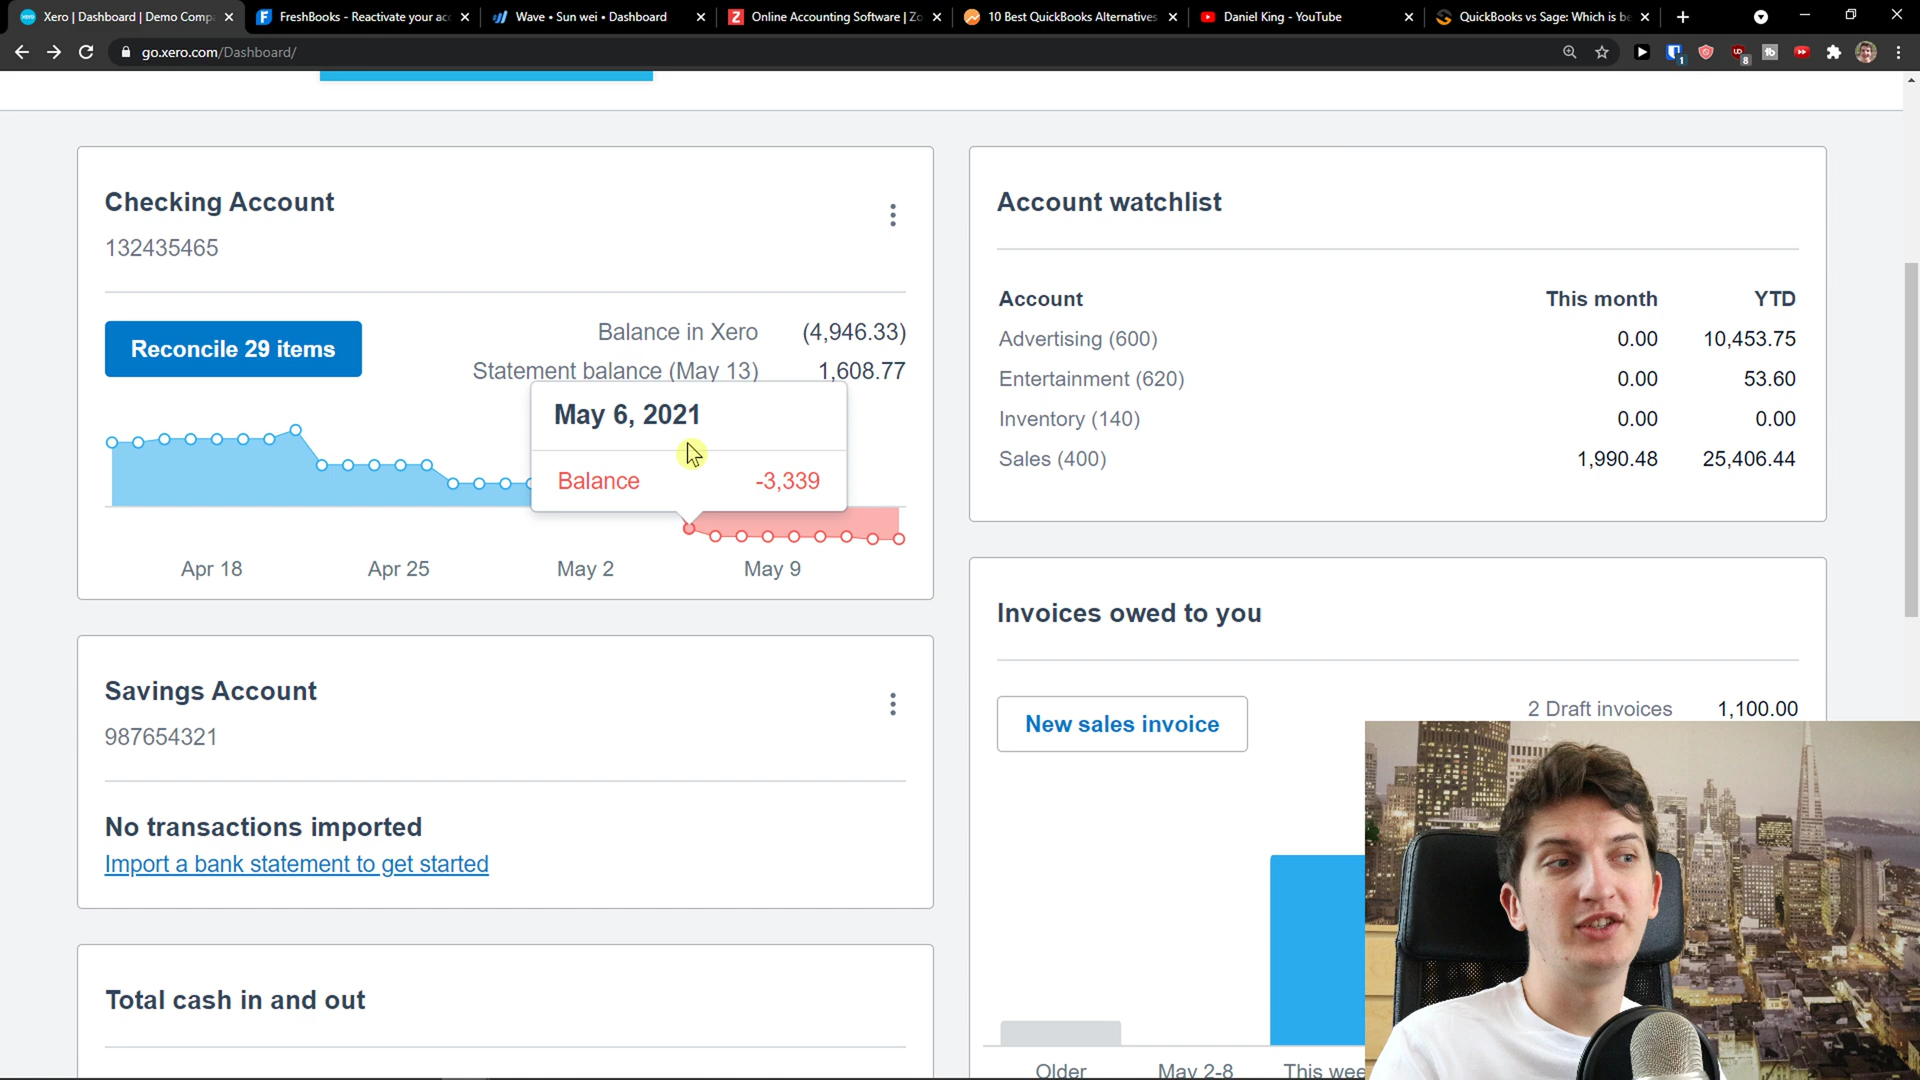 Xero | Dashboard | Demo Compa
FreshBooks - Reactivate your acc
Wave • Sun wei • Dashboard
Online Accounting Software | Zo
10 Best QuickBooks Alternatives
Daniel King - YouTube
QuickBooks vs Sage: Which is be
go.xero.com/Dashboard/
Checking Account
132435465
Reconcile 29 items
Balance in Xero (4,946.33)
Statement balance (May 13) 1,608.77
May 6, 2021
Balance -3,339
Apr 18 Apr 25 May 2 May 9
Savings Account
987654321
No transactions imported
Import a bank statement to get started
Total cash in and out
Account watchlist
Account This month YTD
Advertising (600) 0.00 10,453.75
Entertainment (620) 0.00 53.60
Inventory (140) 0.00 0.00
Sales (400) 1,990.48 25,406.44
Invoices owed to you
New sales invoice
2 Draft invoices 1,100.00
Older May 2-8 This wee